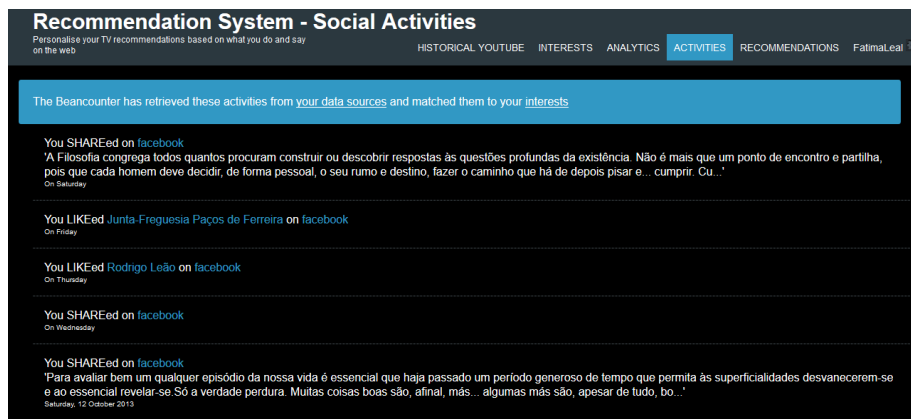 Recommendation System - Social Activities
Personalise your TV recommendations based on what you do and say
on the web
HISTORICAL YOUTUBE INTERESTS ANALYTICS ACTIVITIES RECOMMENDATIONS FatimaLeal
The Beancounter has retrieved these activities from your data sources and matched them to your interests
You SHAREed on facebook
'A Filosofia congrega todos quantos procuram construir ou descobrir respostas às questões profundas da existência. Não é mais que um ponto de encontro e partilha,
pois que cada homem deve decidir, de forma pessoal, o seu rumo e destino, fazer o caminho que há de depois pisar e... cumprir. Cu...'
On Saturday
You LIKEed Junta-Freguesia Paços de Ferreira on facebook
On Friday
You LIKEed Rodrigo Leão on facebook
On Thursday
You SHAREed on facebook
On Wednesday
You SHAREed on facebook
'Para avaliar bem um qualquer episódio da nossa vida é essencial que haja passado um período generoso de tempo que permita às superficialidades desvanecerem-se
e ao essencial revelar-se.Só a verdade perdura. Muitas coisas boas são, afinal, más... algumas más são, apesar de tudo, bo...'
Saturday, 12 October 2013